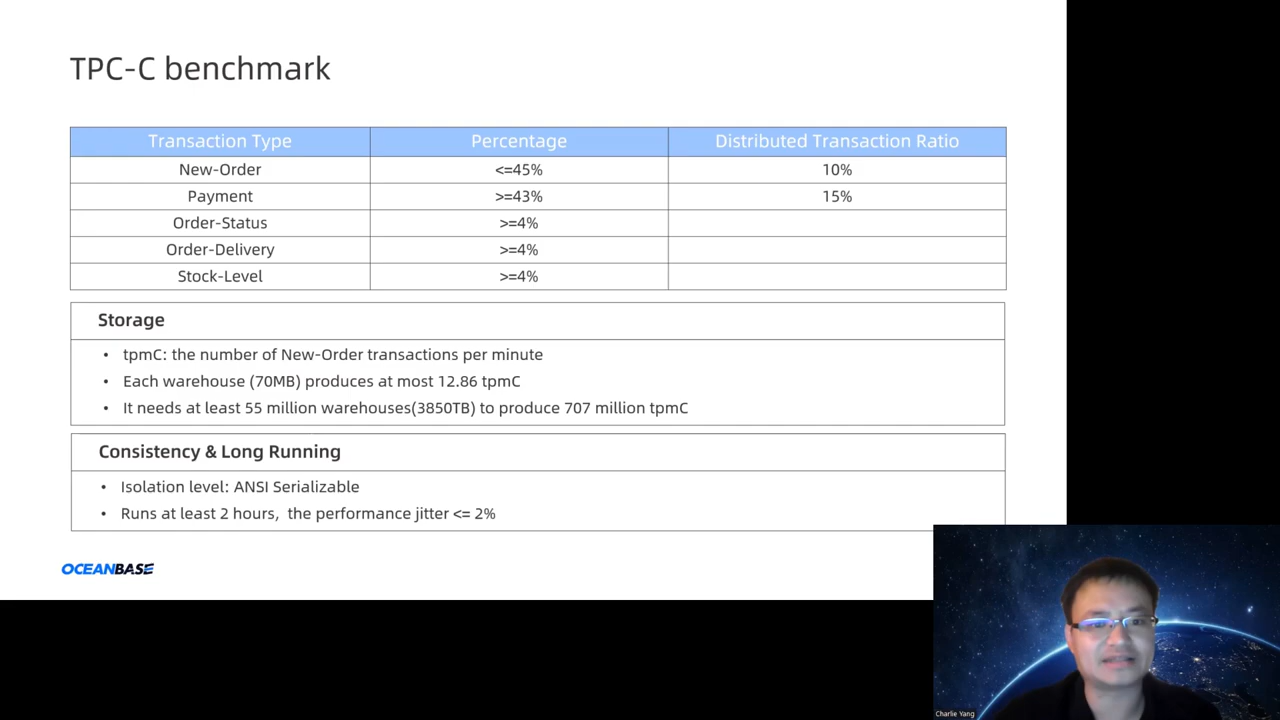 TPC-C benchmark
Transaction Type Percentage Distributed Transaction Ratio
New-Order <=45% 10%
Payment >=43% 15%
Order-Status >=4%
Order-Delivery >=4%
Stock-Level >=4%
Storage
• tpmC: the number of New-Order transactions per minute
• Each warehouse (70MB) produces at most 12.86 tpmC
• It needs at least 55 million warehouses(3850TB) to produce 707 million tpmC
Consistency & Long Running
• Isolation level: ANSI Serializable
• Runs at least 2 hours, the performance jitter <= 2%
OCEANBASE
Charlie Yang